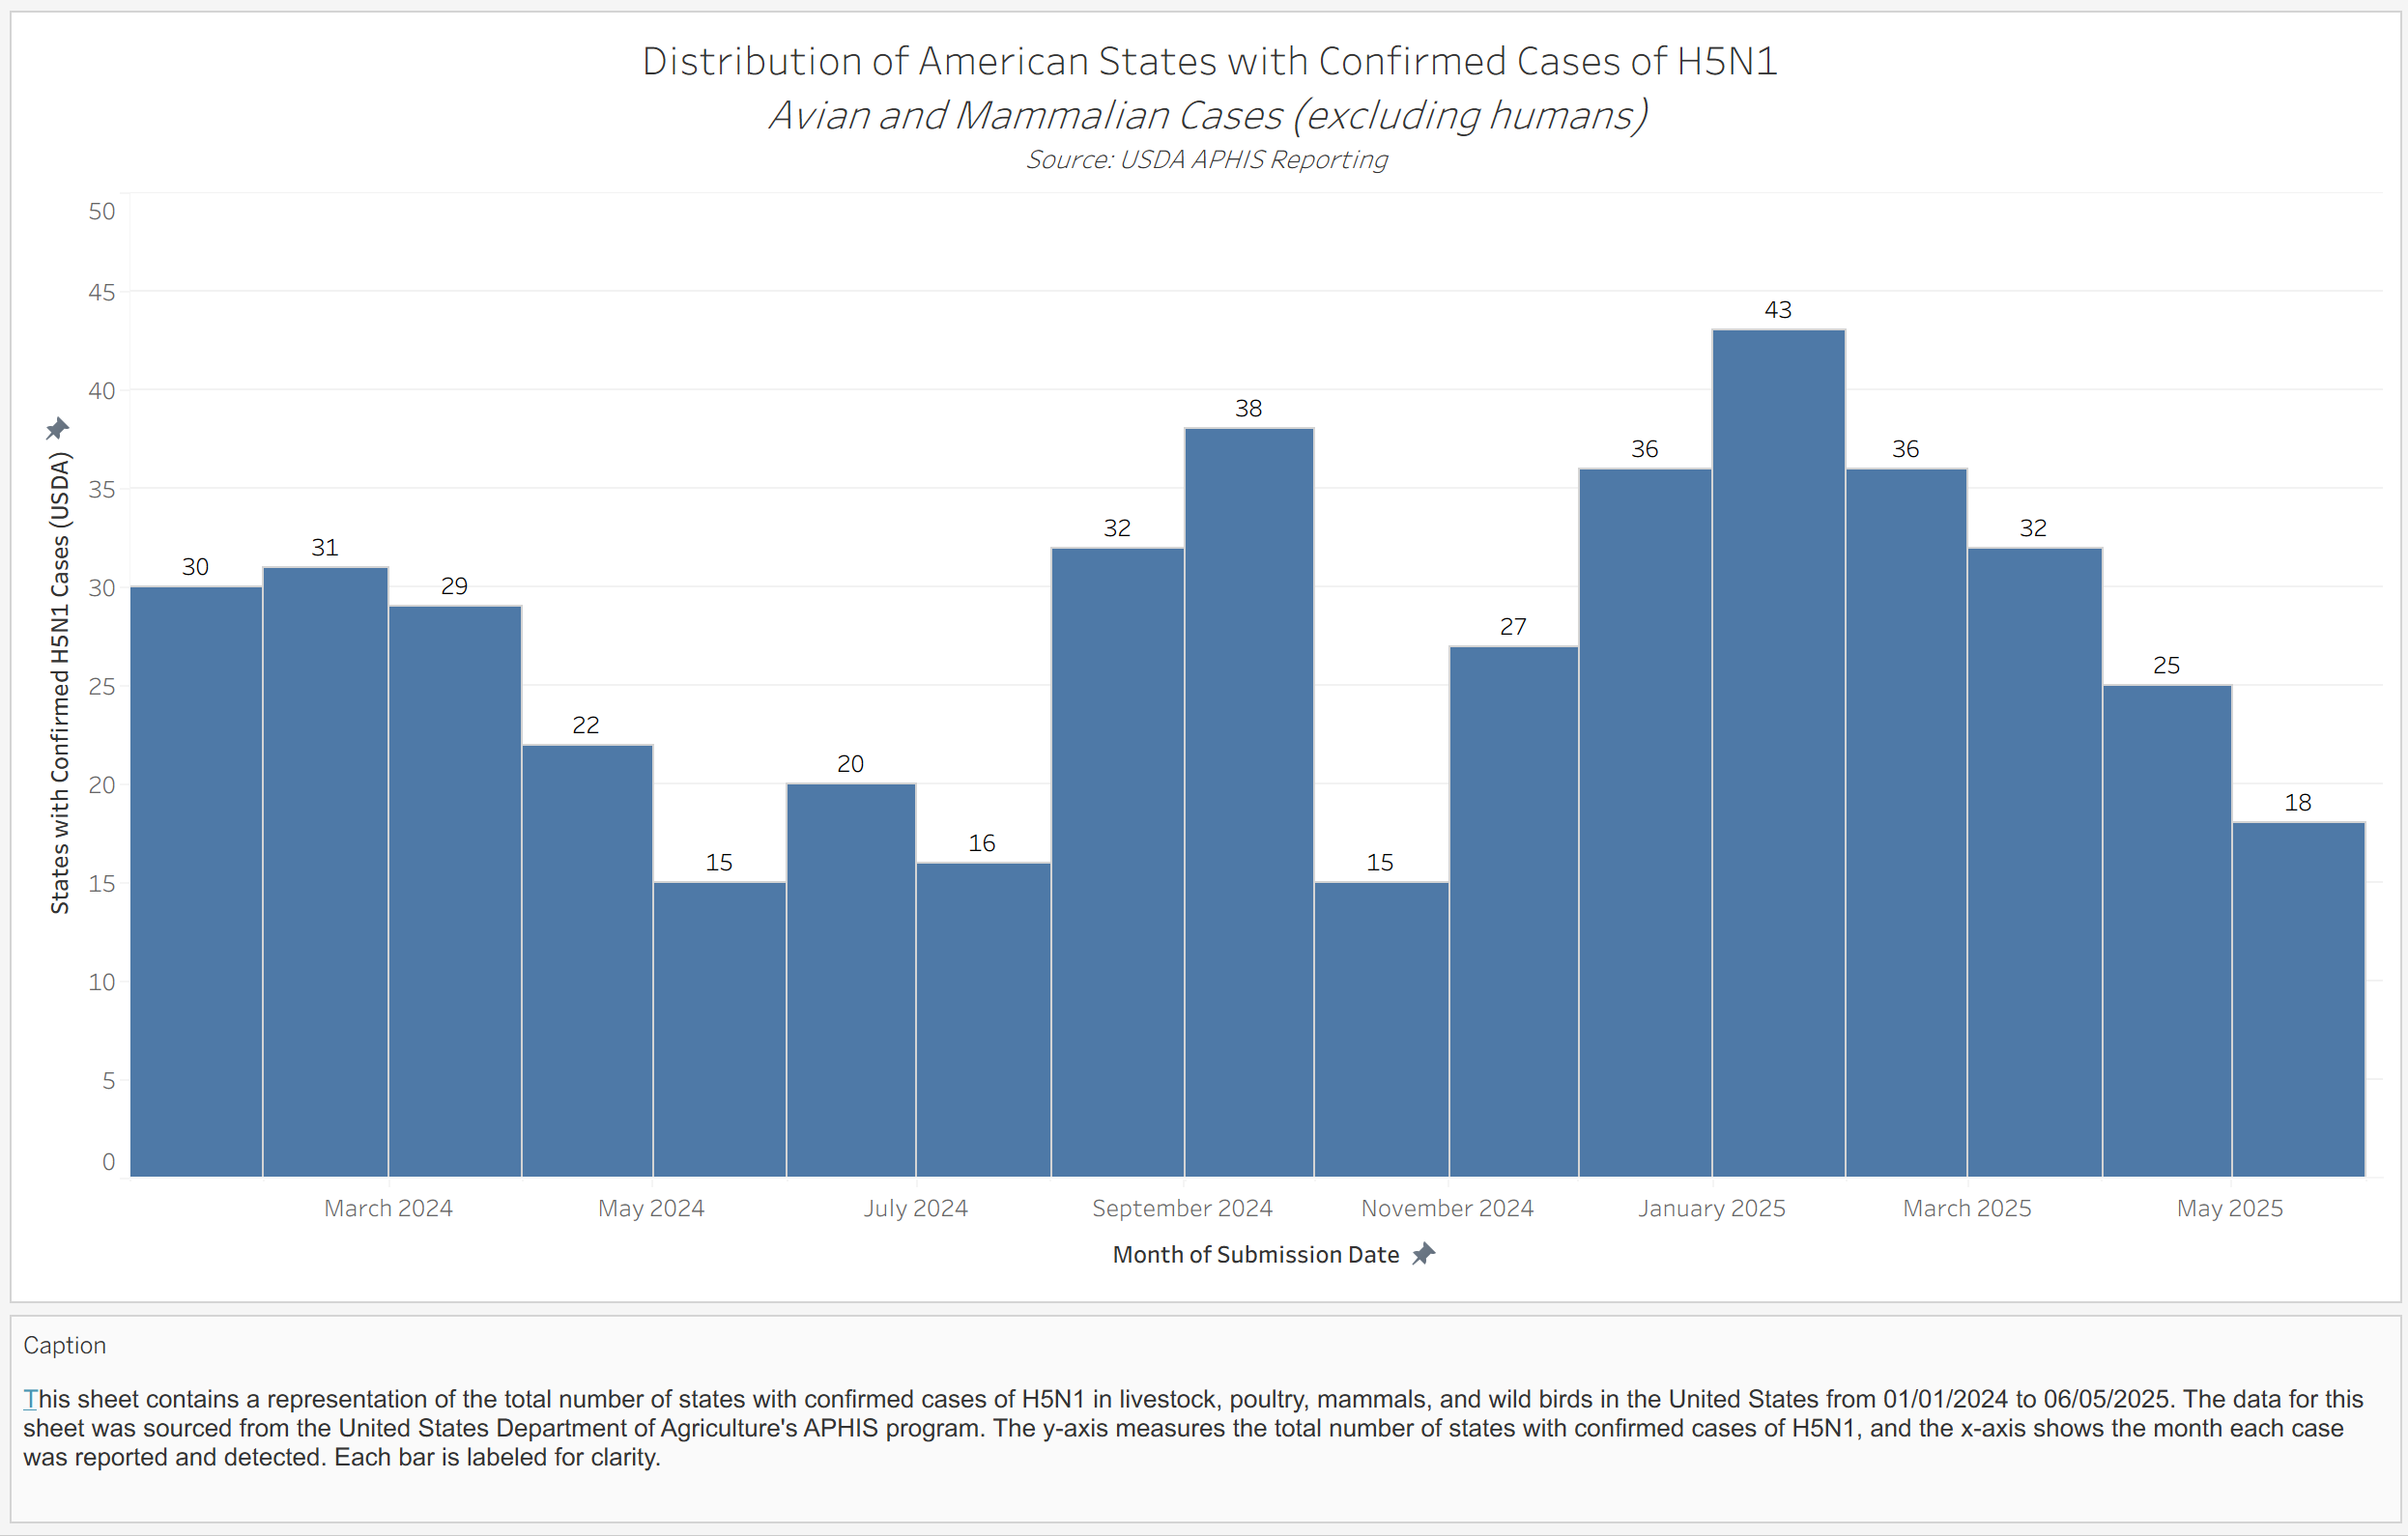 Distribution of American States with Confirmed Cases of H5N1
Avian and Mammalian Cases (excluding humans)
Source: USDA APHIS Reporting
States with Confirmed H5N1 Cases (USDA)
50
45
40
35
30
25
20
15
10
5
0
30
31
29
22
15
20
16
32
38
15
27
36
43
36
32
25
18
March 2024
May 2024
July 2024
September 2024
November 2024
January 2025
March 2025
May 2025
Month of Submission Date
Caption
This sheet contains a representation of the total number of states with confirmed cases of H5N1 in livestock, poultry, mammals, and wild birds in the United States from 01/01/2024 to 06/05/2025. The data for this
sheet was sourced from the United States Department of Agriculture's APHIS program. The y-axis measures the total number of states with confirmed cases of H5N1, and the x-axis shows the month each case
was reported and detected. Each bar is labeled for clarity.